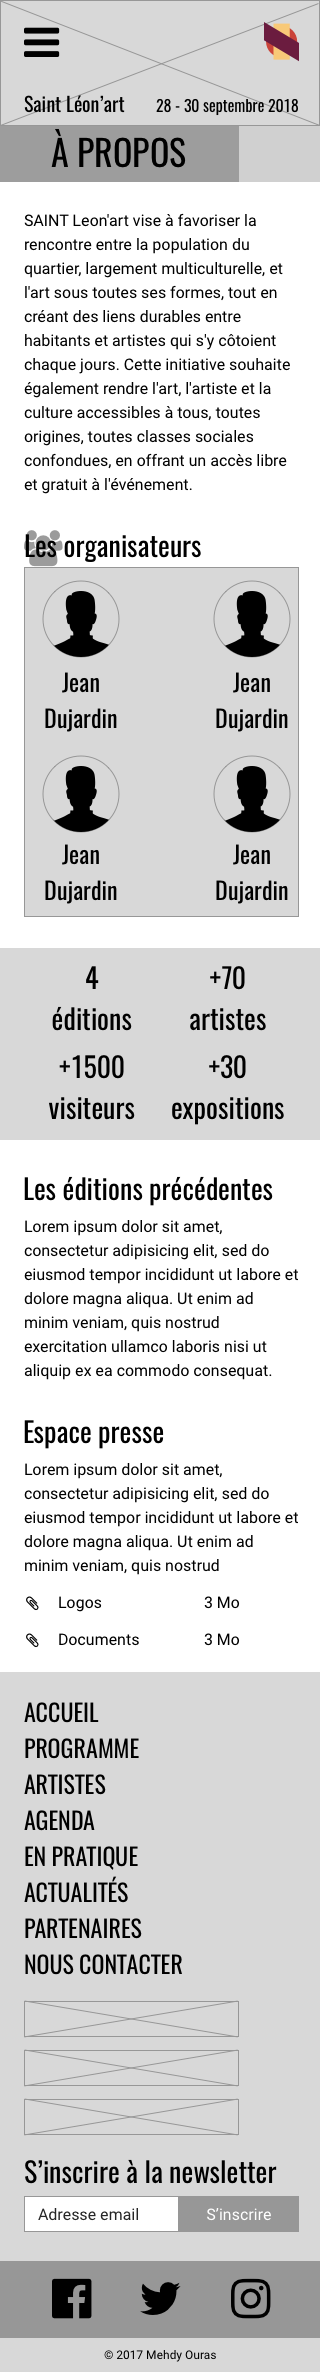 Saint Léon’art 28 - 30 septembre 2018
À PROPOS
SAINT Leon'art vise à favoriser la
rencontre entre la population du
quartier, largement multiculturelle, et
l'art sous toutes ses formes, tout en
créant des liens durables entre
habitants et artistes qui s'y côtoient
chaque jours. Cette initiative souhaite
également rendre l'art, l'artiste et la
culture accessibles à tous, toutes
origines, toutes classes sociales
confondues, en offrant un accès libre
et gratuit à l'événement.
Les organisateurs
Jean Jean
Dujardin Dujardin
Jean Jean
Dujardin Dujardin
4 +70
éditions artistes
+1500 +30
visiteurs expositions
Les éditions précédentes
Lorem ipsum dolor sit amet,
consectetur adipisicing elit, sed do
eiusmod tempor incididunt ut labore et
dolore magna aliqua. Ut enim ad
minim veniam, quis nostrud
exercitation ullamco laboris nisi ut
aliquip ex ea commodo consequat.
Espace presse
Lorem ipsum dolor sit amet,
consectetur adipisicing elit, sed do
eiusmod tempor incididunt ut labore et
dolore magna aliqua. Ut enim ad
minim veniam, quis nostrud
Logos 3 Mo
Documents 3 Mo
ACCUEIL
PROGRAMME
ARTISTES
AGENDA
EN PRATIQUE
ACTUALITÉS
PARTENAIRES
NOUS CONTACTER
S’inscrire à la newsletter
Adresse email S’inscrire
© 2017 Mehdy Ouras